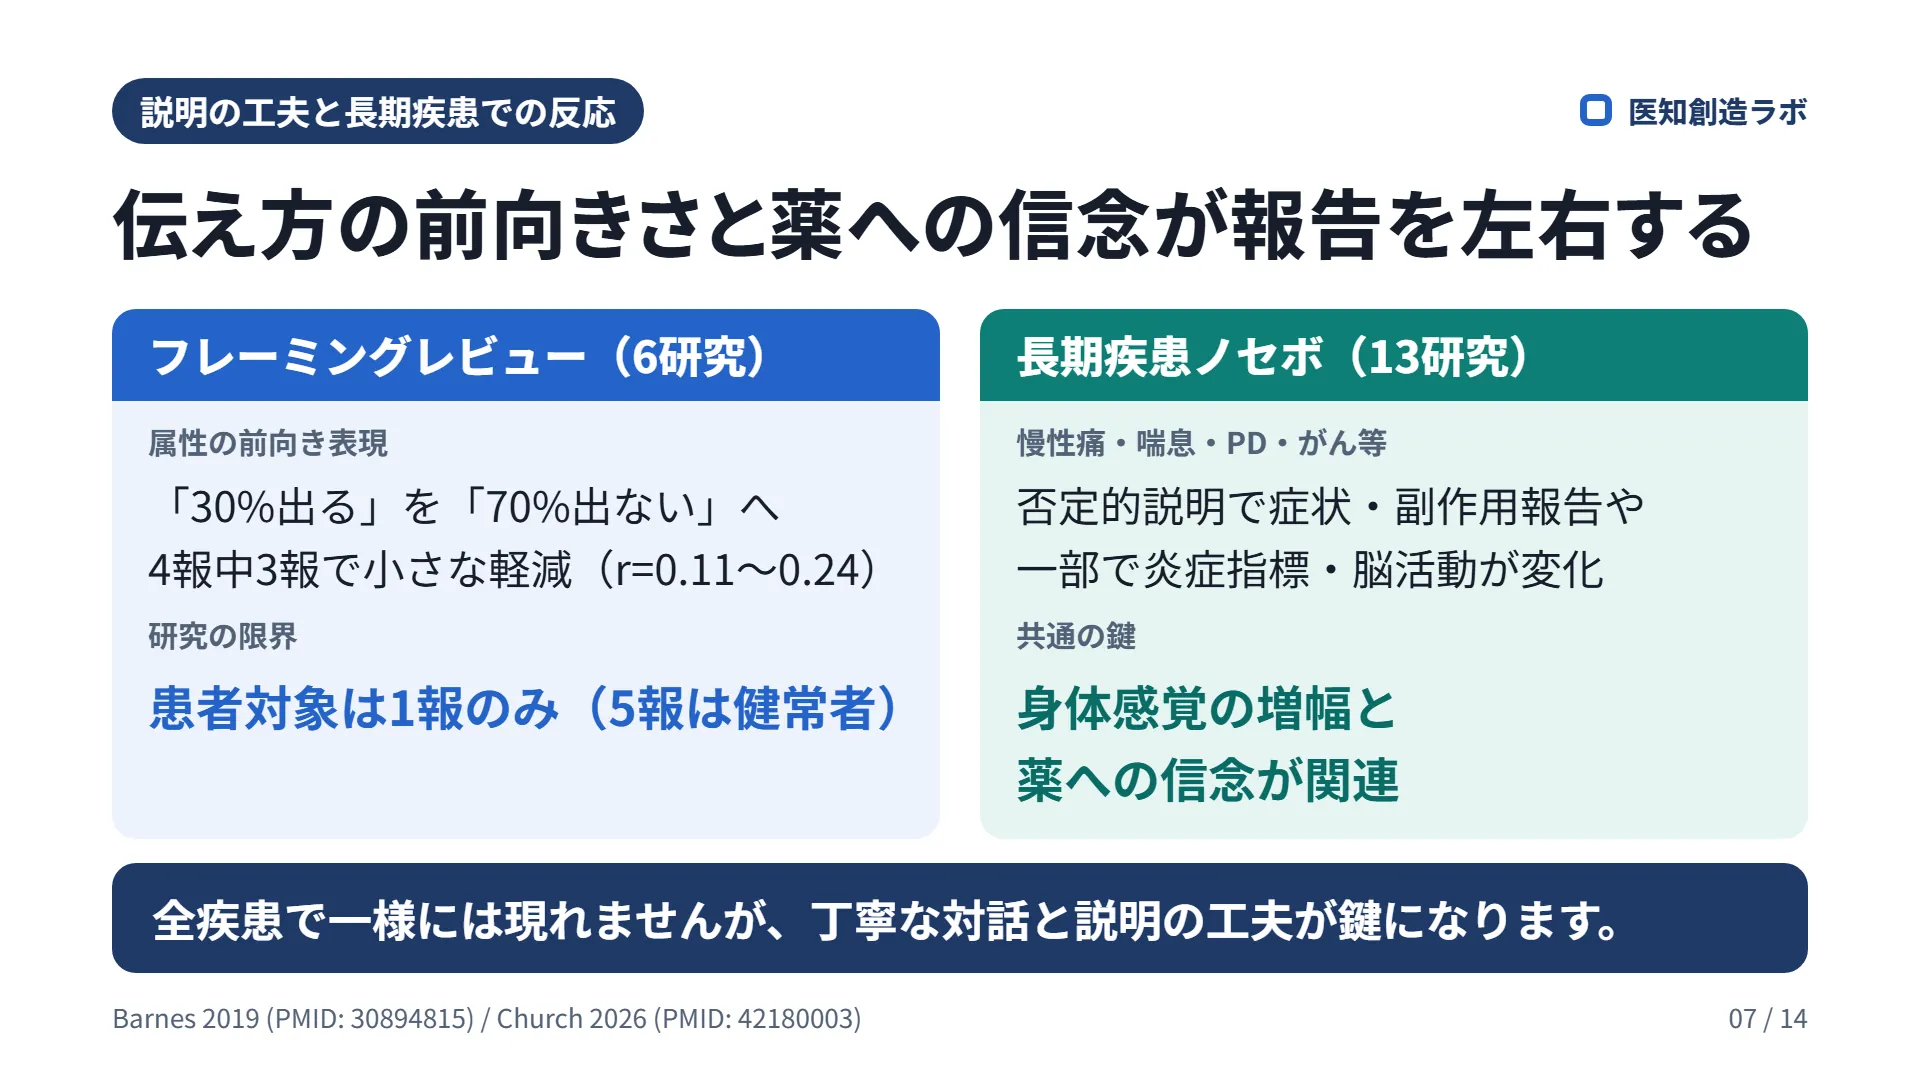 説明の工夫と長期疾患での反応
医知創造ラボ
伝え方の前向きさと薬への信念が報告を左右する
フレーミングレビュー（6研究）
属性の前向き表現
「30%出る」を「70%出ない」へ
4報中3報で小さな軽減（r=0.11〜0.24）
研究の限界
患者対象は1報のみ（5報は健常者）
長期疾患ノセボ（13研究）
慢性痛・喘息・PD・がん等
否定的説明で症状・副作用報告や
一部で炎症指標・脳活動が変化
共通の鍵
身体感覚の増幅と
薬への信念が関連
全疾患で一様には現れませんが、丁寧な対話と説明の工夫が鍵になります。
Barnes 2019 (PMID: 30894815) / Church 2026 (PMID: 42180003)
07 / 14